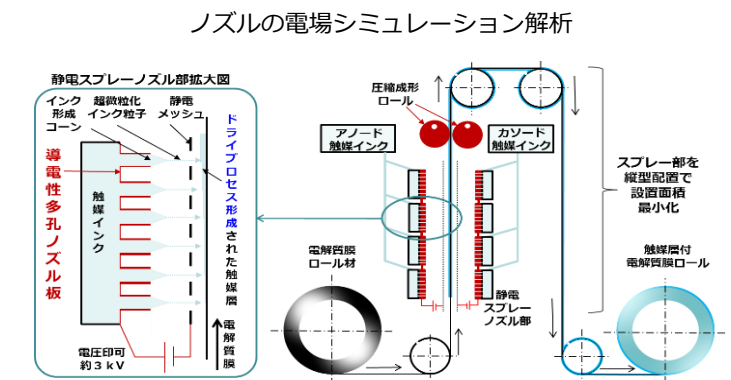 ノズルの電場シミュレーション解析
静電スプレーノズル部拡大図
インク
形成
コーン
超微粒化
インク粒子
静電
メッシュ
導電性多孔ノズル板
触媒インク
ドライプロセス形成された触媒層
電解質膜
電圧印可
約３ｋＶ
圧縮成形
ロール
アノード
触媒インク
カソード
触媒インク
電解質膜
ロール材
静電
スプレー
ノズル部
スプレー部を
縦型配置で
設置面積
最小化
触媒層付
電解質膜ロール